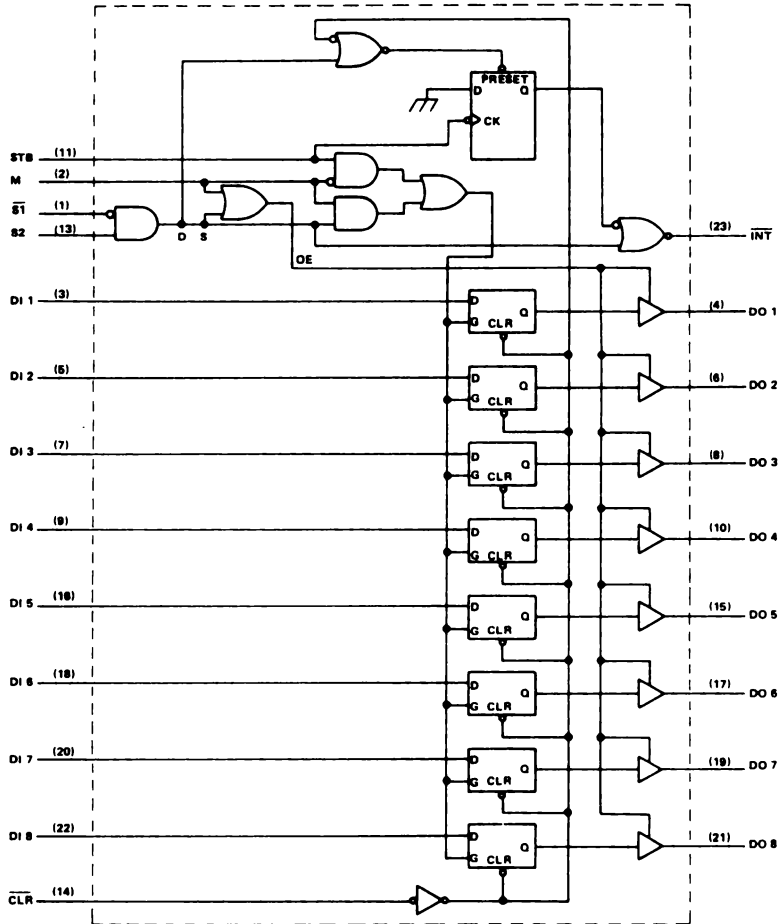 PRESET
D Q
CK
STB (11)
M (2)
S1 (1)
S2 (13)
D S
OE
(23) INT
DI 1 (3) D G CLR Q (4) DO 1
DI 2 (5) D G CLR Q (6) DO 2
DI 3 (7) D G CLR Q (8) DO 3
DI 4 (9) D G CLR Q (10) DO 4
DI 5 (16) D G CLR Q (15) DO 5
DI 6 (18) D G CLR Q (17) DO 6
DI 7 (20) D G CLR Q (19) DO 7
DI 8 (22) D G CLR Q (21) DO 8
CLR (14)